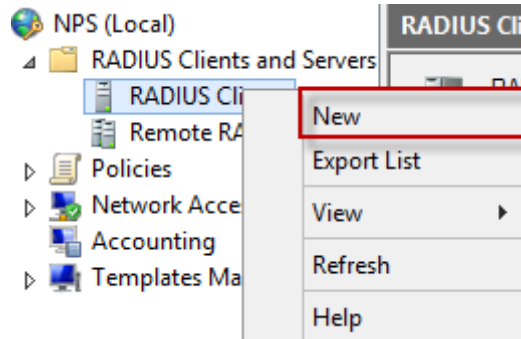 NPS (Local)
RADIUS Clients and Servers
RADIUS Cli
Remote RA
Policies
Network Acce
Accounting
Templates Ma
RADIUS Cli
New
Export List
View
Refresh
Help